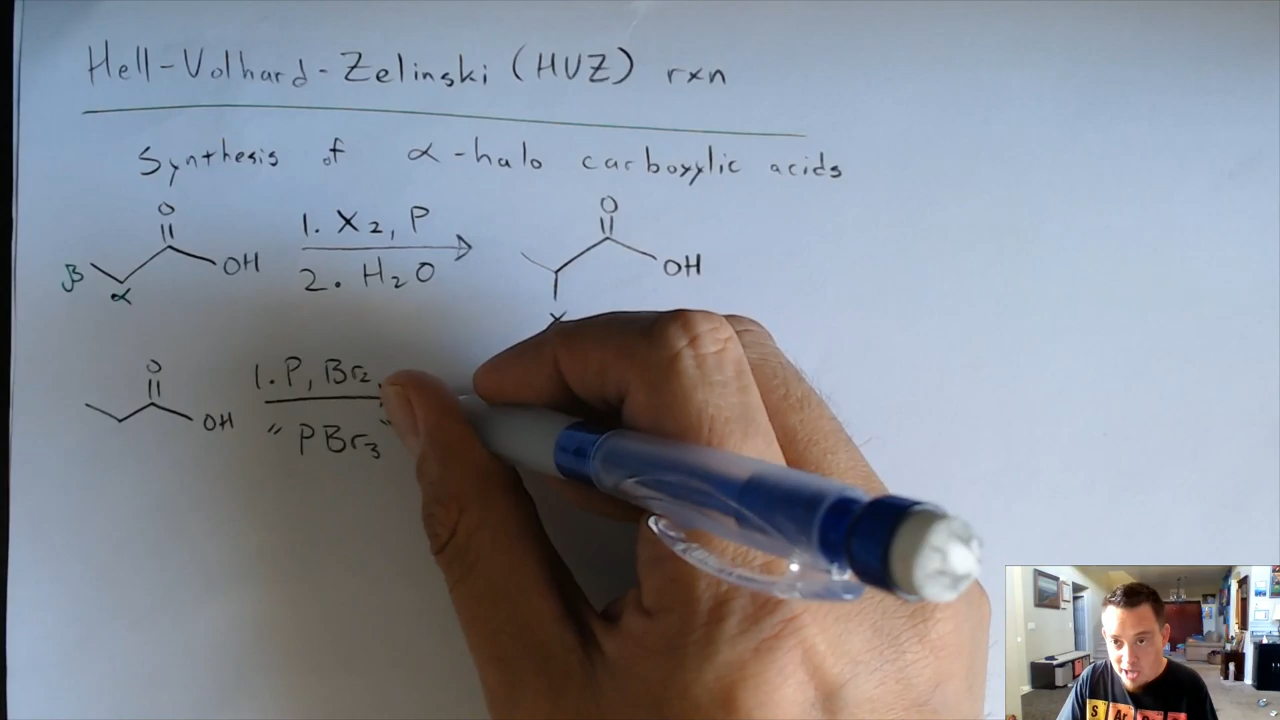 Hell-Volhard-Zelinski (HVZ) rxn
Synthesis of α-halo carboxylic acids
O
β α OH
1. X2, P
2. H2O
O
OH
X
O
OH
1. P, Br2,
" PBr3 "
S Ar